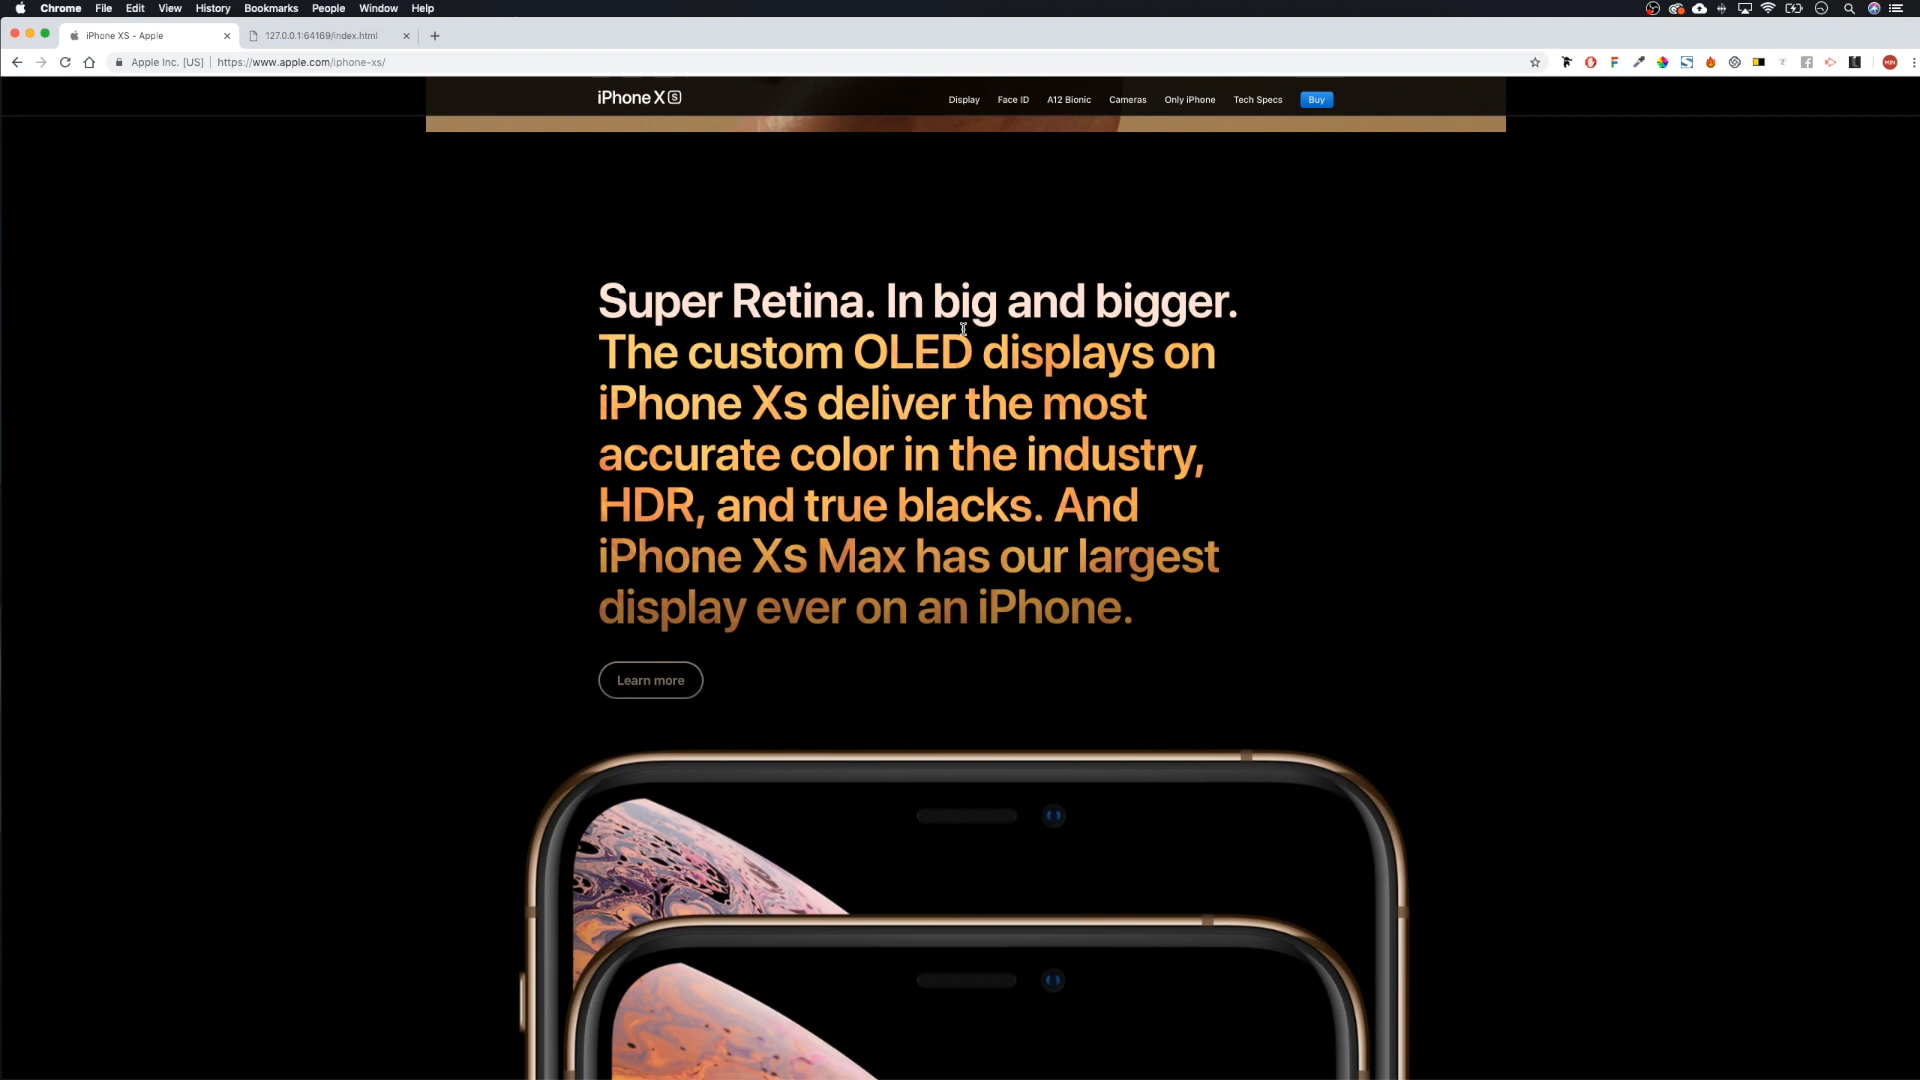 Chrome File Edit View History Bookmarks People Window Help
iPhone XS - Apple
127.0.0.1:64169/index.html
Apple Inc. [US] | https://www.apple.com/iphone-xs/
iPhone XS
Display Face ID A12 Bionic Cameras Only iPhone Tech Specs Buy
Super Retina. In big and bigger.
The custom OLED displays on
iPhone Xs deliver the most
accurate color in the industry,
HDR, and true blacks. And
iPhone Xs Max has our largest
display ever on an iPhone.
Learn more